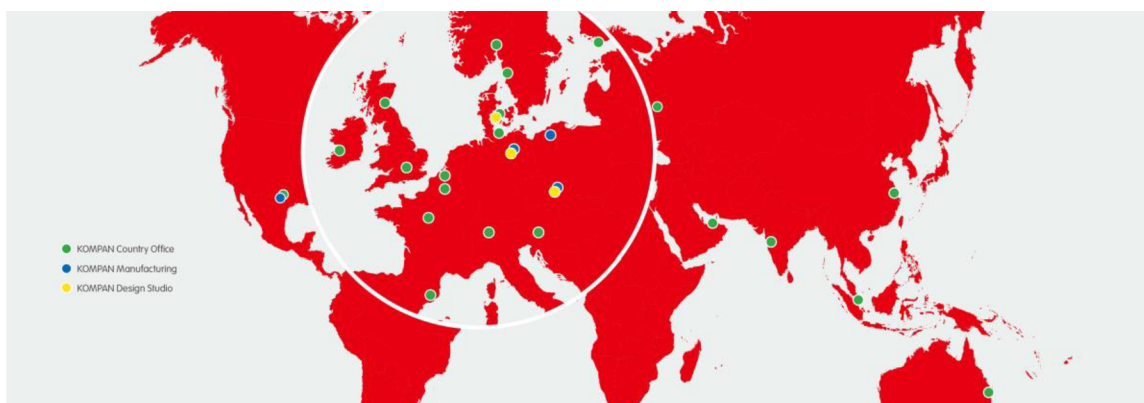 KOMPAN Country Office
KOMPAN Manufacturing
KOMPAN Design Studio